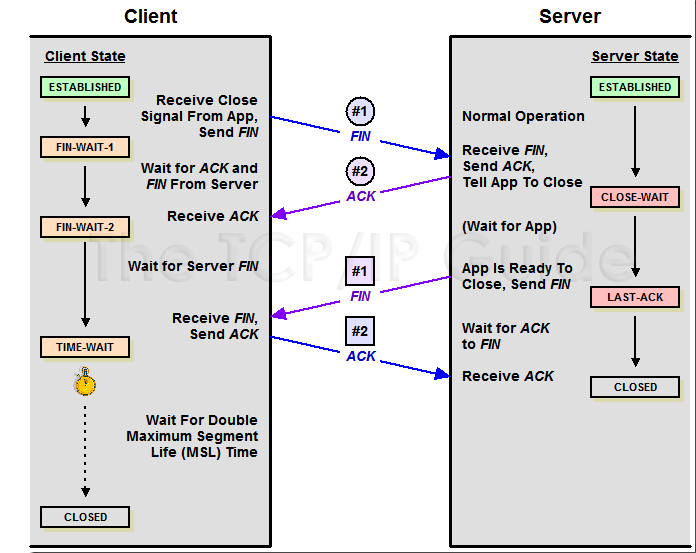 Client
Server
Client State
Server State
ESTABLISHED
ESTABLISHED
Receive Close
Signal From App,
Send FIN
#1
FIN
Normal Operation
FIN-WAIT-1
Receive FIN,
Send ACK,
Tell App To Close
Wait for ACK and
FIN From Server
#2
ACK
CLOSE-WAIT
Receive ACK
FIN-WAIT-2
(Wait for App)
The TCP/IP Guide
Wait for Server FIN
#1
FIN
App Is Ready To
Close, Send FIN
LAST-ACK
Receive FIN,
Send ACK
#2
ACK
Wait for ACK
to FIN
TIME-WAIT
Receive ACK
CLOSED
Wait For Double
Maximum Segment
Life (MSL) Time
CLOSED